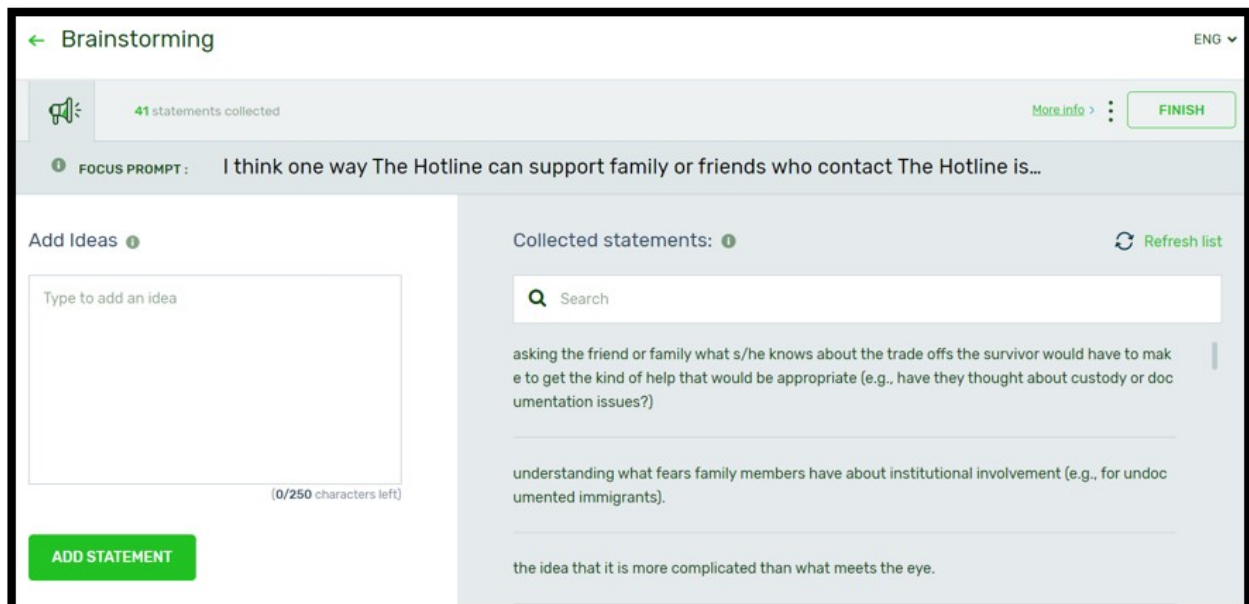 ← Brainstorming
ENG
41 statements collected
More info >
FINISH
FOCUS PROMPT :
I think one way The Hotline can support family or friends who contact The Hotline is...
Add Ideas
Type to add an idea
(0/250 characters left)
ADD STATEMENT
Collected statements:
Refresh list
Search
asking the friend or family what s/he knows about the trade offs the survivor would have to mak
e to get the kind of help that would be appropriate (e.g., have they thought about custody or doc
umentation issues?)
understanding what fears family members have about institutional involvement (e.g., for undoc
umented immigrants).
the idea that it is more complicated than what meets the eye.